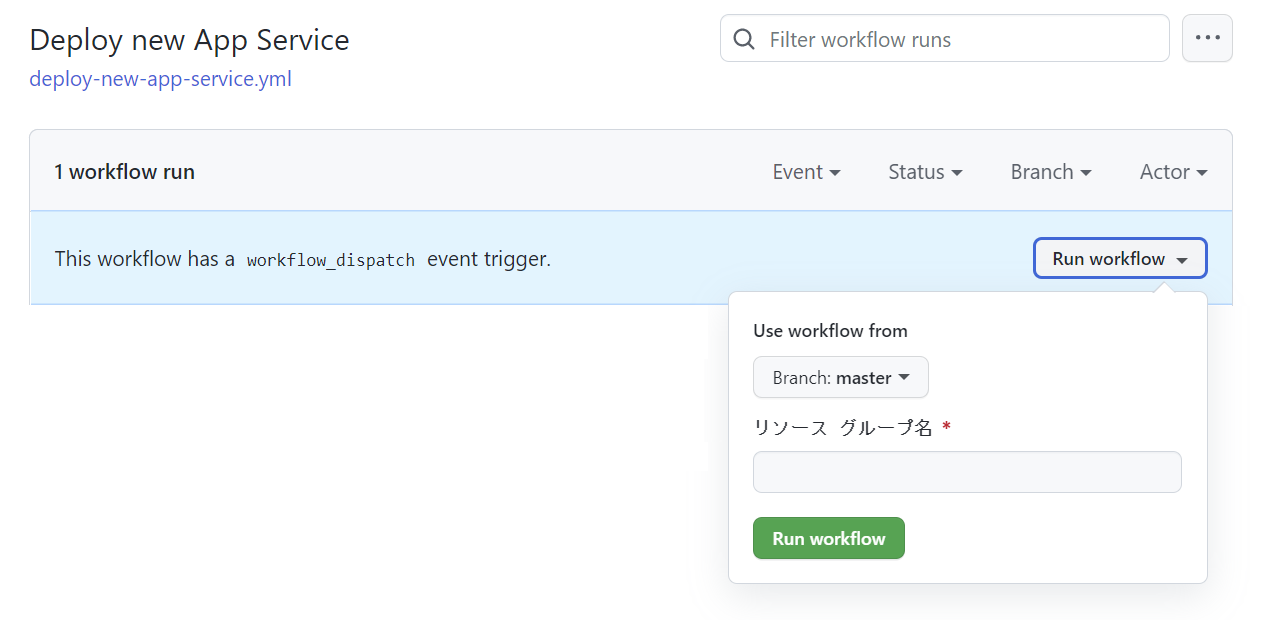 Deploy new App Service
Filter workflow runs
deploy-new-app-service.yml
1 workflow run
Event
Status
Branch
Actor
This workflow has a workflow_dispatch event trigger.
Run workflow
Use workflow from
Branch: master
リソース グループ名 *
Run workflow